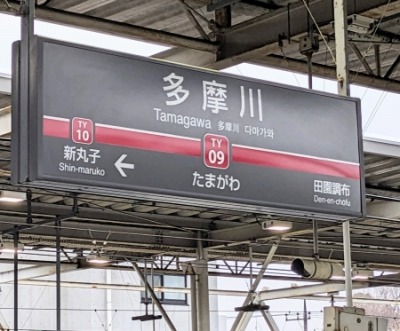 多摩川
Tamagawa 多摩川 다마가와
TY
10
TY
09
新丸子
Shin-maruko
←
たまがわ
田園調布
Den-en-chōfu